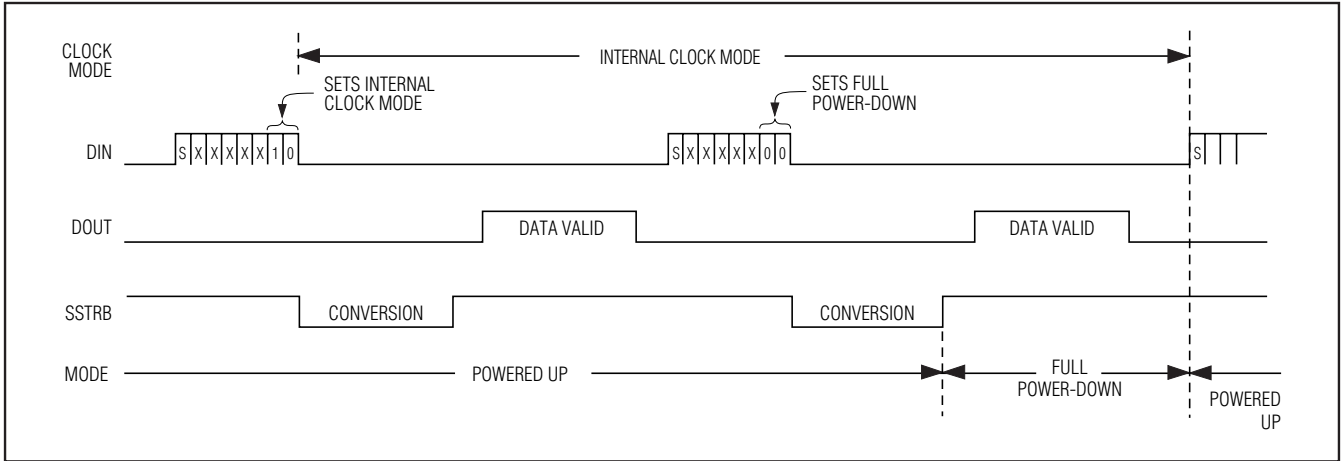 CLOCK
MODE
INTERNAL CLOCK MODE
SETS INTERNAL
CLOCK MODE
SETS FULL
POWER-DOWN
DIN
S X X X X X 1 0
S X X X X X 0 0
S
DOUT
DATA VALID
DATA VALID
SSTRB
CONVERSION
CONVERSION
MODE
POWERED UP
FULL
POWER-DOWN
POWERED
UP